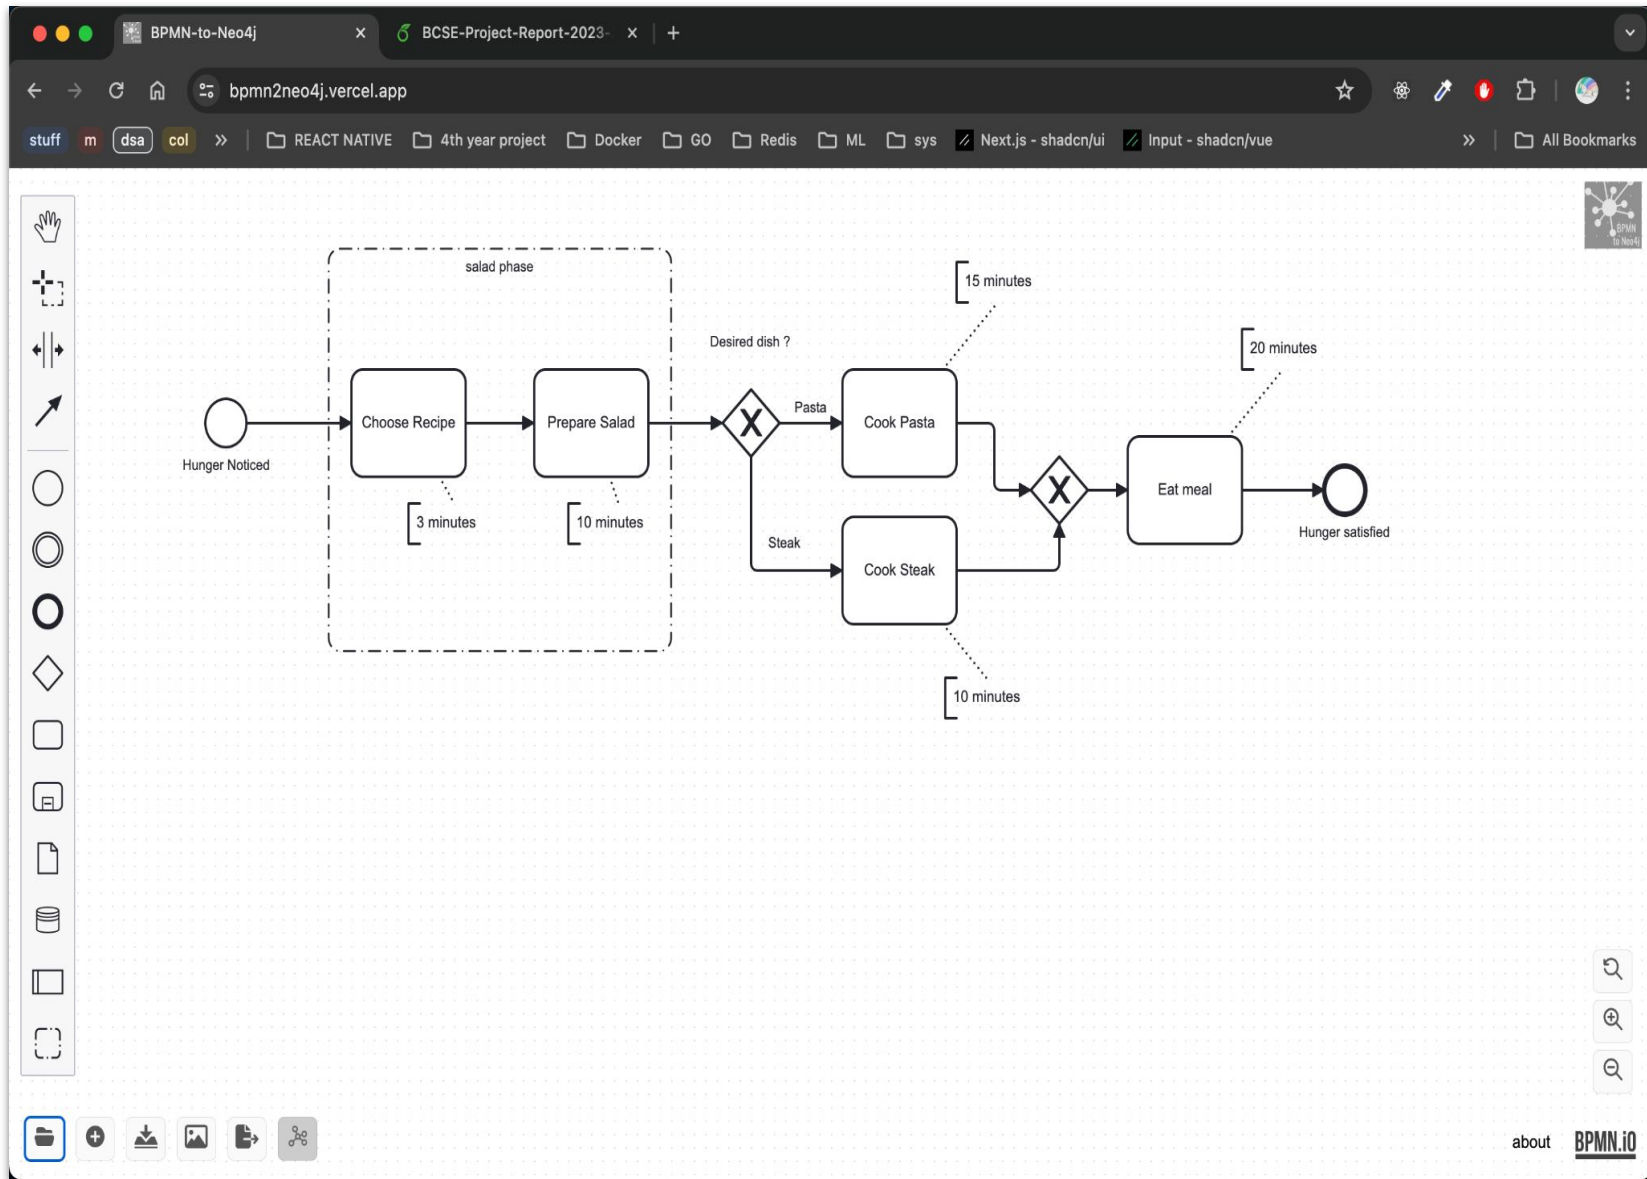 BPMN-to-Neo4j
BCSE-Project-Report-2023-
bpmn2neo4j.vercel.app
stuff m dsa col REACT NATIVE 4th year project Docker GO Redis ML sys Next.js - shadcn/ui Input - shadcn/vue All Bookmarks
BPMN
to Neo4j
salad phase
15 minutes
Desired dish ?
20 minutes
Pasta
Choose Recipe
Prepare Salad
X
Cook Pasta
Hunger Noticed
X
Eat meal
3 minutes
10 minutes
Hunger satisfied
Steak
Cook Steak
10 minutes
about
BPMN.iO